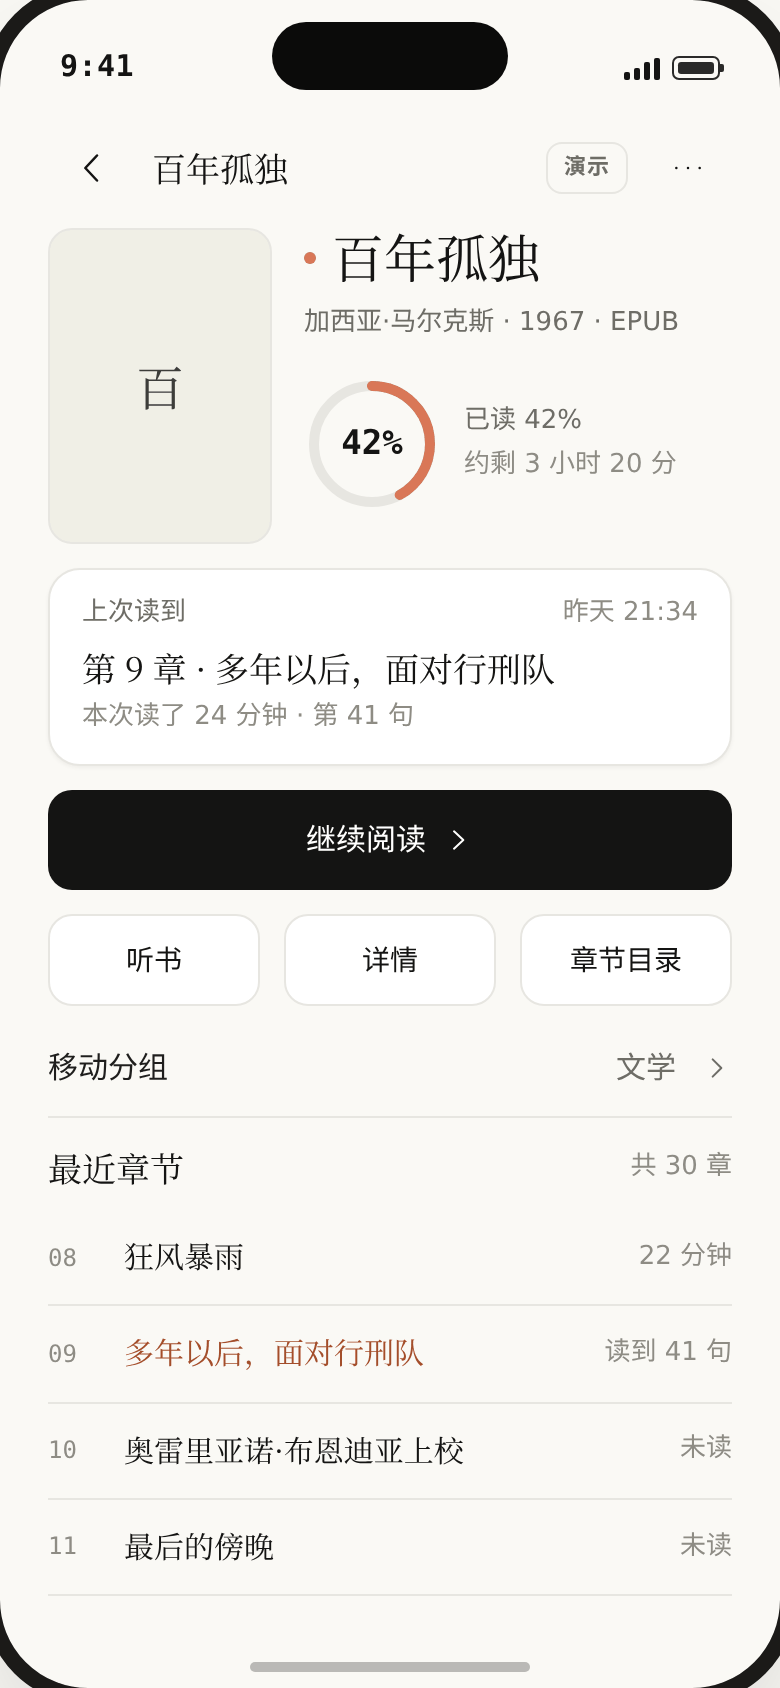 9:41
百年孤独
演示
···
百
百年孤独
加西亚·马尔克斯 · 1967 · EPUB
42%
已读 42%
约剩 3 小时 20 分
上次读到
昨天 21:34
第 9 章 · 多年以后，面对行刑队
本次读了 24 分钟 · 第 41 句
继续阅读
听书
详情
章节目录
移动分组
文学
最近章节
共 30 章
08 狂风暴雨 22 分钟
09 多年以后，面对行刑队 读到 41 句
10 奥雷里亚诺·布恩迪亚上校 未读
11 最后的傍晚 未读